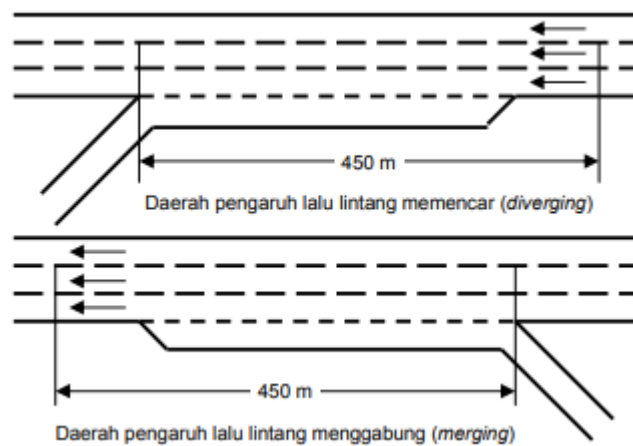 450 m
Daerah pengaruh lalu lintang memencar (diverging)
450 m
Daerah pengaruh lalu lintang menggabung (merging)